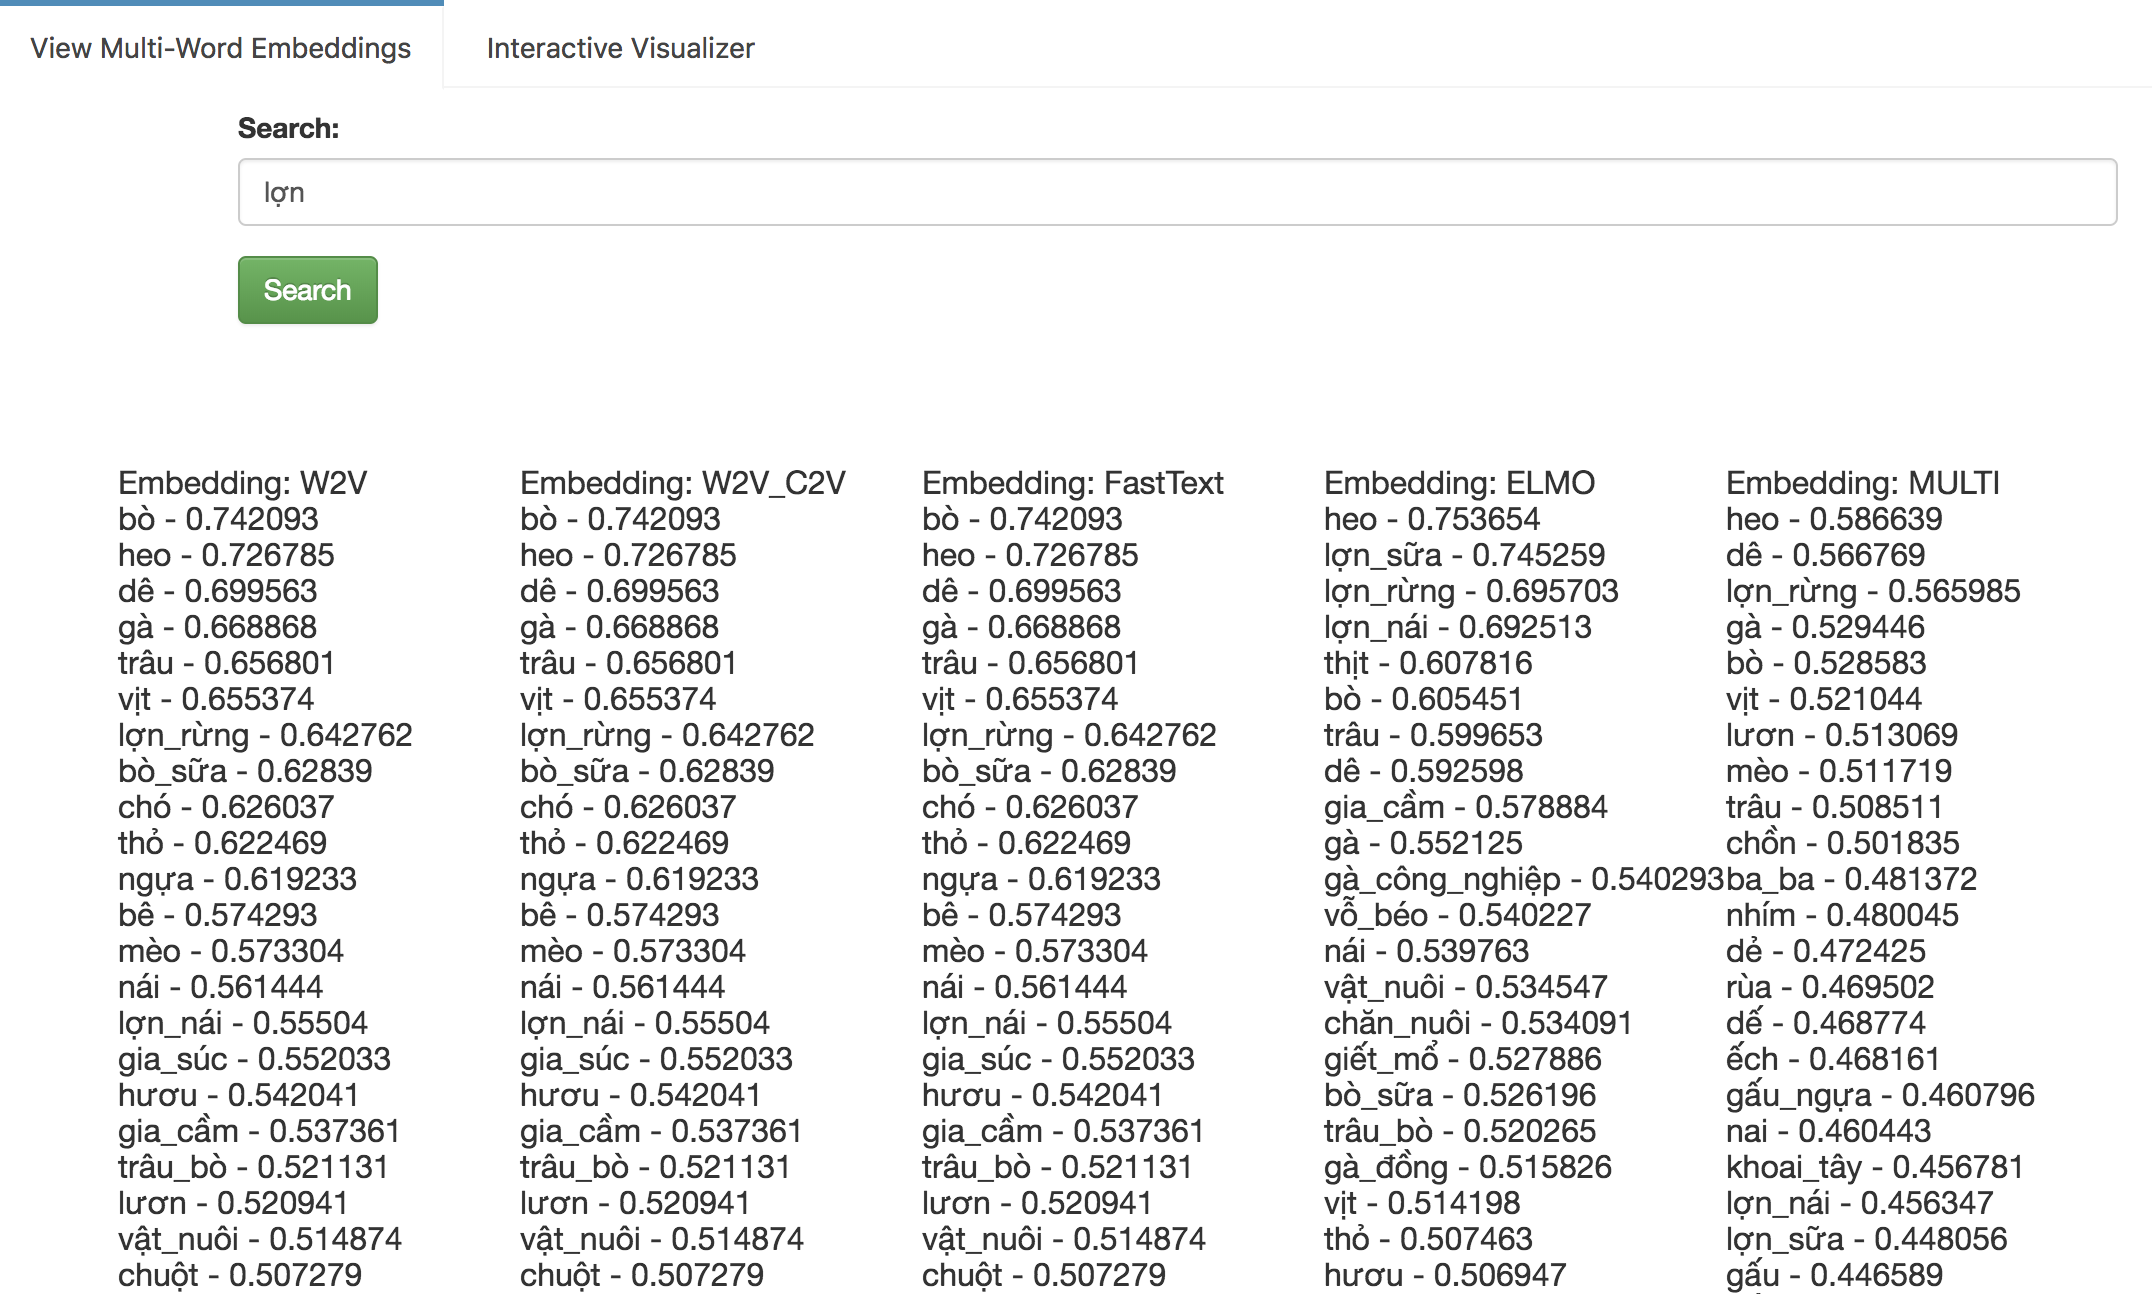 View Multi-Word Embeddings
Interactive Visualizer
Search:
lợn
Search
Embedding: W2V
bò - 0.742093
heo - 0.726785
dê - 0.699563
gà - 0.668868
trâu - 0.656801
vịt - 0.655374
lợn_rừng - 0.642762
bò_sữa - 0.62839
chó - 0.626037
thỏ - 0.622469
ngựa - 0.619233
bê - 0.574293
mèo - 0.573304
nái - 0.561444
lợn_nái - 0.55504
gia_súc - 0.552033
hươu - 0.542041
gia_cầm - 0.537361
trâu_bò - 0.521131
lươn - 0.520941
vật_nuôi - 0.514874
chuột - 0.507279
Embedding: W2V_C2V
bò - 0.742093
heo - 0.726785
dê - 0.699563
gà - 0.668868
trâu - 0.656801
vịt - 0.655374
lợn_rừng - 0.642762
bò_sữa - 0.62839
chó - 0.626037
thỏ - 0.622469
ngựa - 0.619233
bê - 0.574293
mèo - 0.573304
nái - 0.561444
lợn_nái - 0.55504
gia_súc - 0.552033
hươu - 0.542041
gia_cầm - 0.537361
trâu_bò - 0.521131
lươn - 0.520941
vật_nuôi - 0.514874
chuột - 0.507279
Embedding: FastText
bò - 0.742093
heo - 0.726785
dê - 0.699563
gà - 0.668868
trâu - 0.656801
vịt - 0.655374
lợn_rừng - 0.642762
bò_sữa - 0.62839
chó - 0.626037
thỏ - 0.622469
ngựa - 0.619233
bê - 0.574293
mèo - 0.573304
nái - 0.561444
lợn_nái - 0.55504
gia_súc - 0.552033
hươu - 0.542041
gia_cầm - 0.537361
trâu_bò - 0.521131
lươn - 0.520941
vật_nuôi - 0.514874
chuột - 0.507279
Embedding: ELMO
heo - 0.753654
lợn_sữa - 0.745259
lợn_rừng - 0.695703
lợn_nái - 0.692513
thịt - 0.607816
bò - 0.605451
trâu - 0.599653
dê - 0.592598
gia_cầm - 0.578884
gà - 0.552125
gà_công_nghiệp - 0.540293
vỗ_béo - 0.540227
nái - 0.539763
vật_nuôi - 0.534547
chăn_nuôi - 0.534091
giết_mổ - 0.527886
bò_sữa - 0.526196
trâu_bò - 0.520265
gà_đồng - 0.515826
vịt - 0.514198
thỏ - 0.507463
hươu - 0.506947
Embedding: MULTI
heo - 0.586639
dê - 0.566769
lợn_rừng - 0.565985
gà - 0.529446
bò - 0.528583
vịt - 0.521044
lươn - 0.513069
mèo - 0.511719
trâu - 0.508511
chồn - 0.501835
ba_ba - 0.481372
nhím - 0.480045
dẻ - 0.472425
rùa - 0.469502
dế - 0.468774
ếch - 0.468161
gấu_ngựa - 0.460796
nai - 0.460443
khoai_tây - 0.456781
lợn_nái - 0.456347
lợn_sữa - 0.448056
gấu - 0.446589